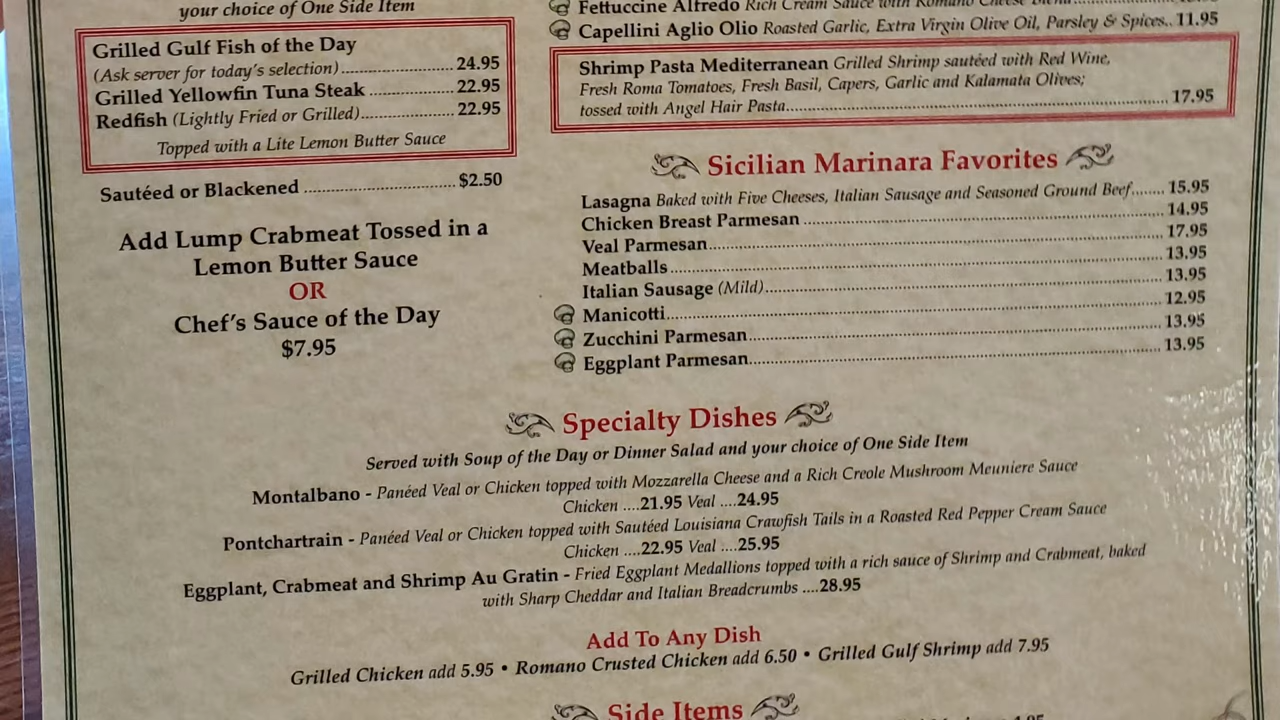 your choice of One Side Item
Grilled Gulf Fish of the Day
(Ask server for today's selection)........................ 24.95
Grilled Yellowfin Tuna Steak .................. 22.95
Redfish (Lightly Fried or Grilled)................... 22.95
Topped with a Lite Lemon Butter Sauce
Sautéed or Blackened ................................ $2.50
Add Lump Crabmeat Tossed in a
Lemon Butter Sauce
OR
Chef's Sauce of the Day
$7.95
Fettuccine Alfredo Rich Cream Sauce with Romano Cheese
Capellini Aglio Olio Roasted Garlic, Extra Virgin Olive Oil, Parsley & Spices.. 11.95
Shrimp Pasta Mediterranean Grilled Shrimp sautéed with Red Wine,
Fresh Roma Tomatoes, Fresh Basil, Capers, Garlic and Kalamata Olives;
tossed with Angel Hair Pasta.................................................. 17.95
Sicilian Marinara Favorites
Lasagna Baked with Five Cheeses, Italian Sausage and Seasoned Ground Beef........ 15.95
Chicken Breast Parmesan .................................................. 14.95
Veal Parmesan.................................................. 17.95
Meatballs.................................................. 13.95
Italian Sausage (Mild).................................................. 13.95
Manicotti.................................................. 12.95
Zucchini Parmesan.................................................. 13.95
Eggplant Parmesan.................................................. 13.95
Specialty Dishes
Served with Soup of the Day or Dinner Salad and your choice of One Side Item
Montalbano - Panéed Veal or Chicken topped with Mozzarella Cheese and a Rich Creole Mushroom Meuniere Sauce
Chicken ....21.95 Veal ....24.95
Pontchartrain - Panéed Veal or Chicken topped with Sautéed Louisiana Crawfish Tails in a Roasted Red Pepper Cream Sauce
Chicken ....22.95 Veal ....25.95
Eggplant, Crabmeat and Shrimp Au Gratin - Fried Eggplant Medallions topped with a rich sauce of Shrimp and Crabmeat, baked
with Sharp Cheddar and Italian Breadcrumbs ....28.95
Add To Any Dish
Grilled Chicken add 5.95 • Romano Crusted Chicken add 6.50 • Grilled Gulf Shrimp add 7.95
Side Items